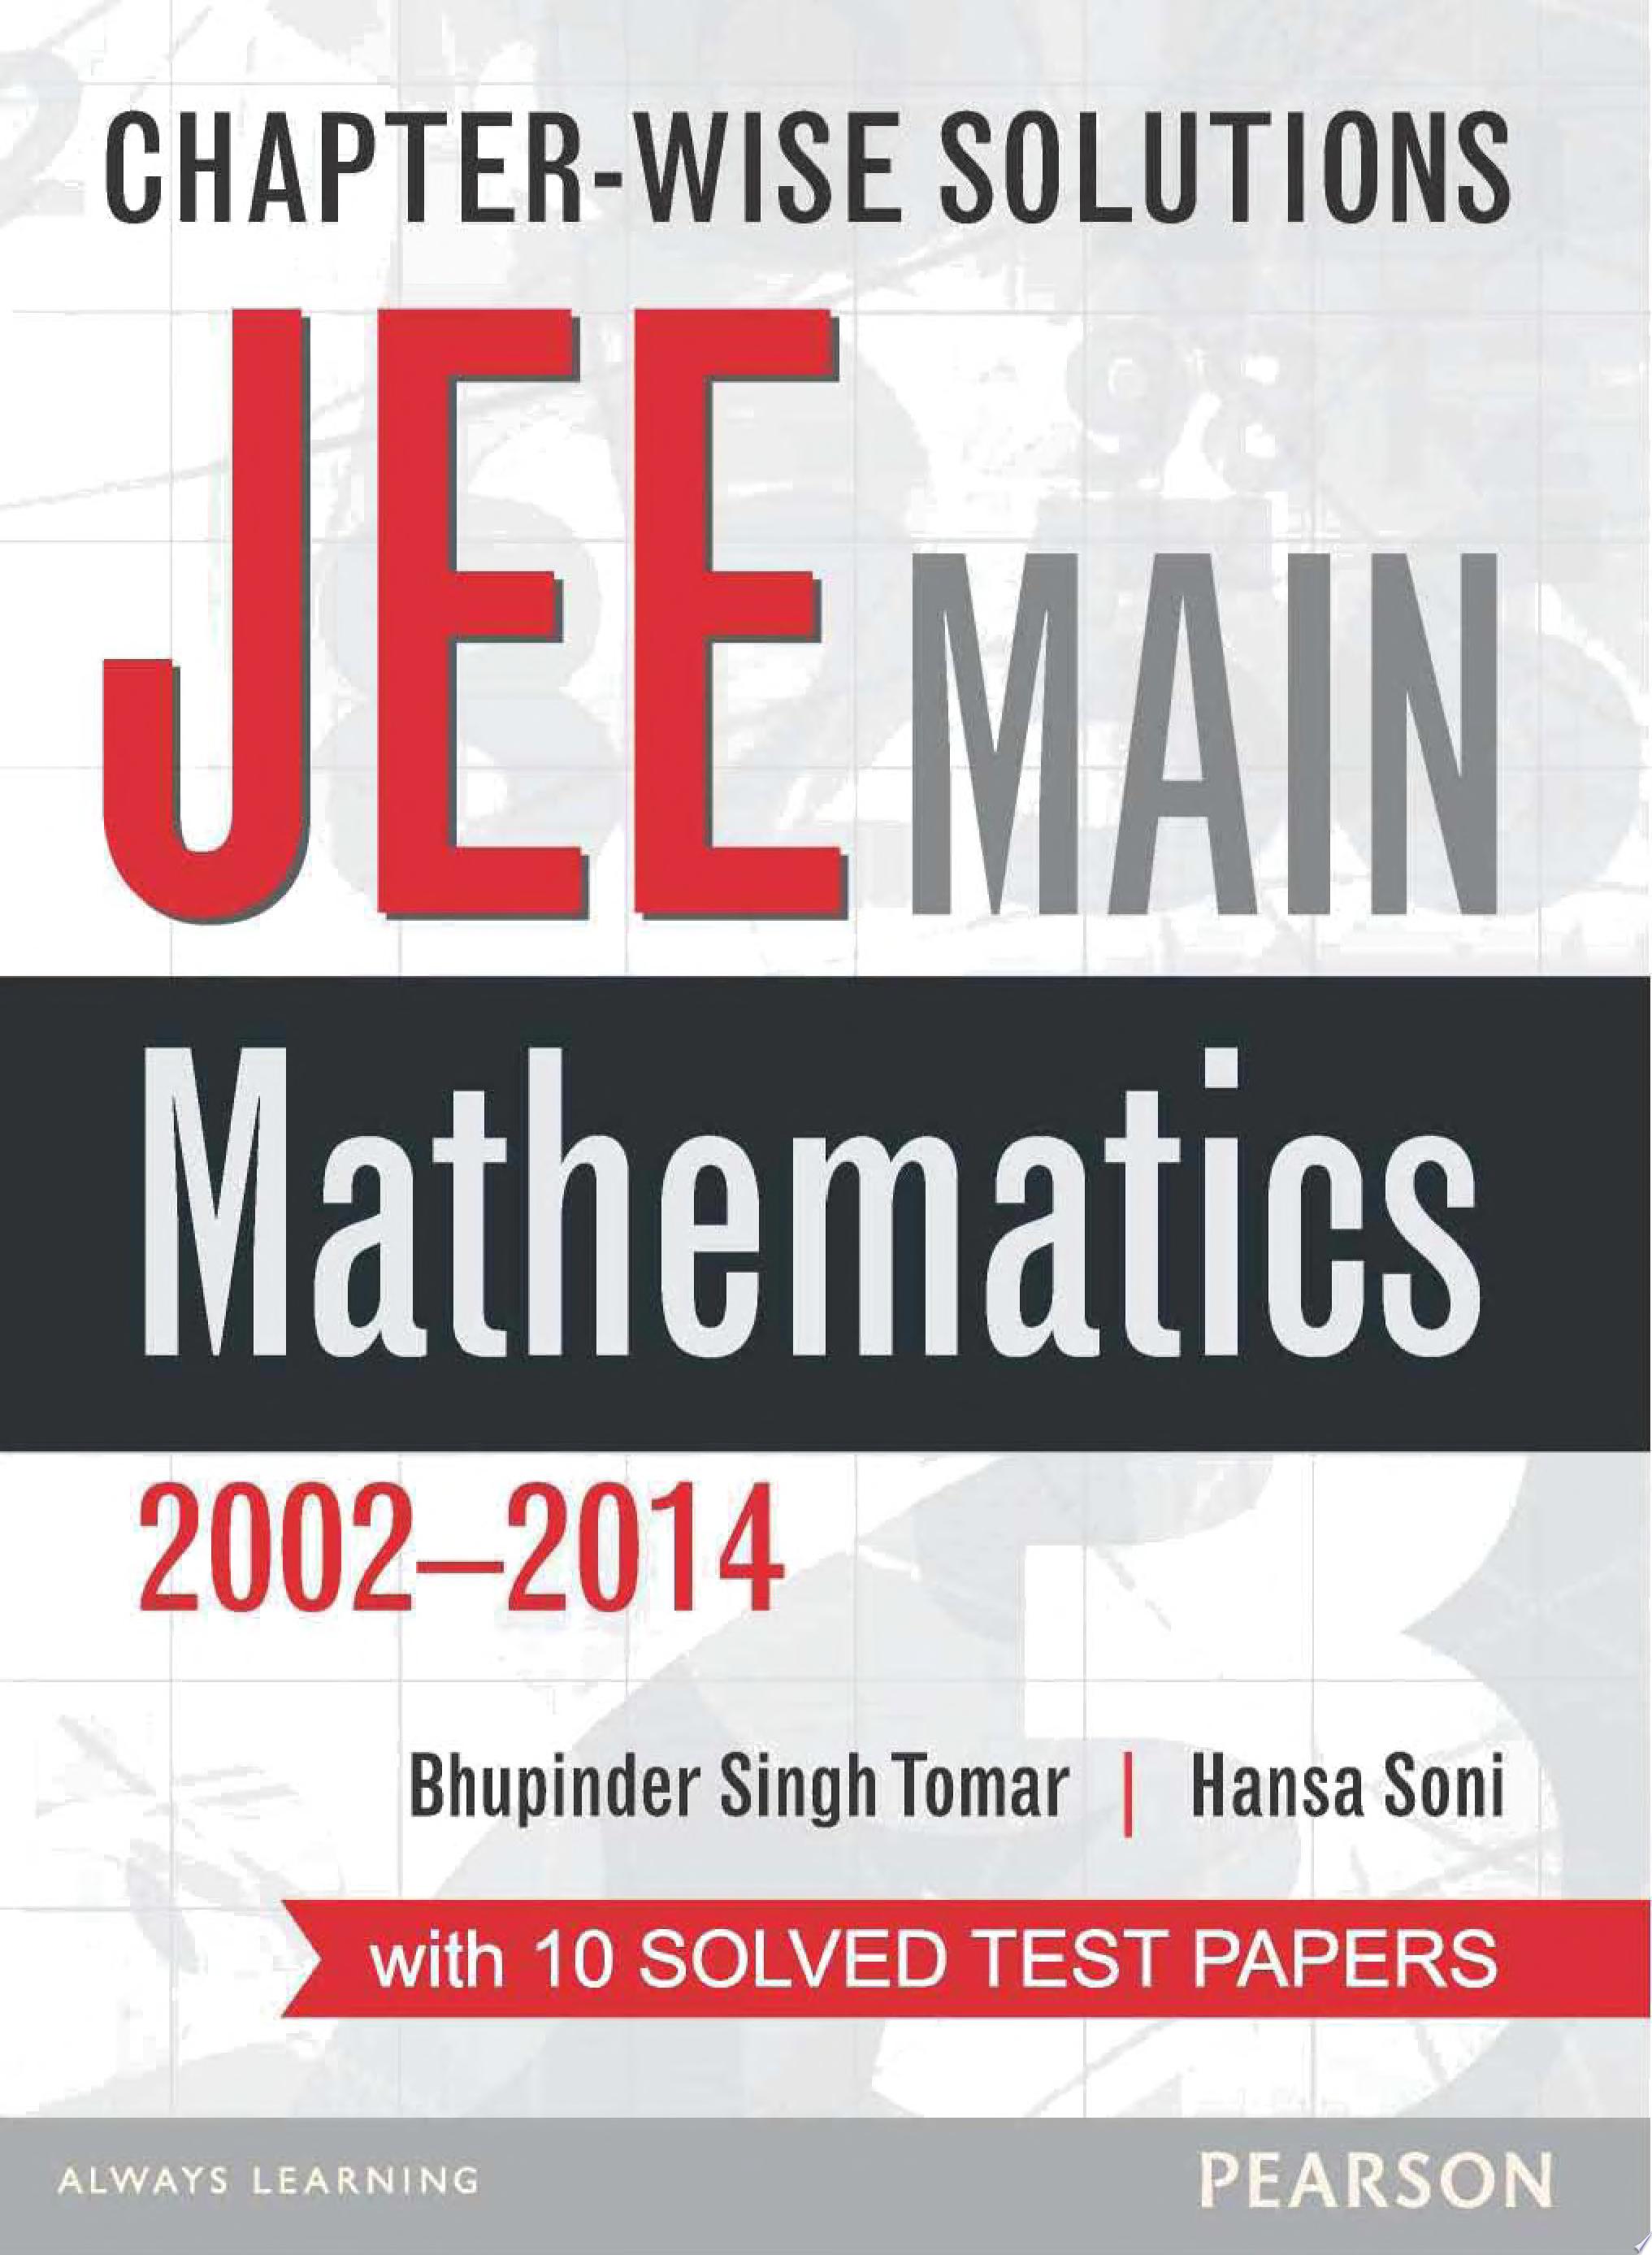 CHAPTER-WISE SOLUTIONS
JEE MAIN
Mathematics
2002–2014
Bhupinder Singh Tomar | Hansa Soni
with 10 SOLVED TEST PAPERS
ALWAYS LEARNING
PEARSON